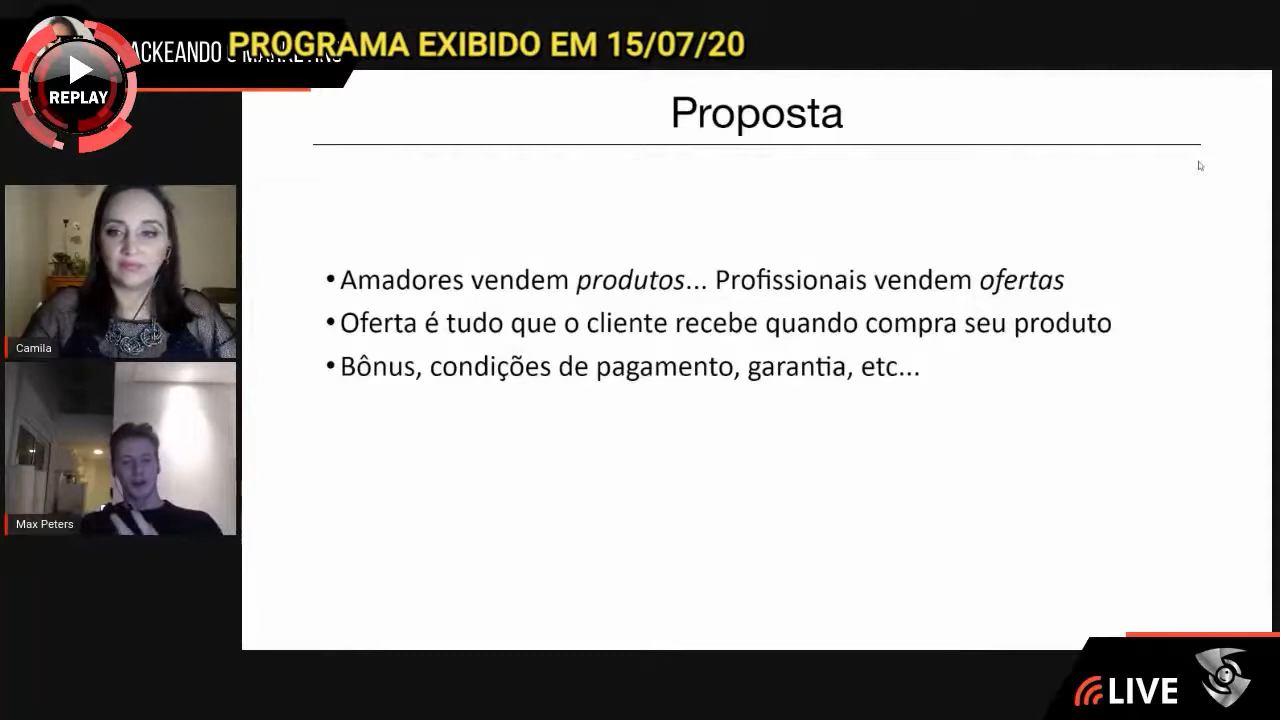 PROGRAMA EXIBIDO EM 15/07/20
REPLAY
Proposta
•Amadores vendem produtos... Profissionais vendem ofertas
•Oferta é tudo que o cliente recebe quando compra seu produto
•Bônus, condições de pagamento, garantia, etc...
Camila
Max Peters
LIVE